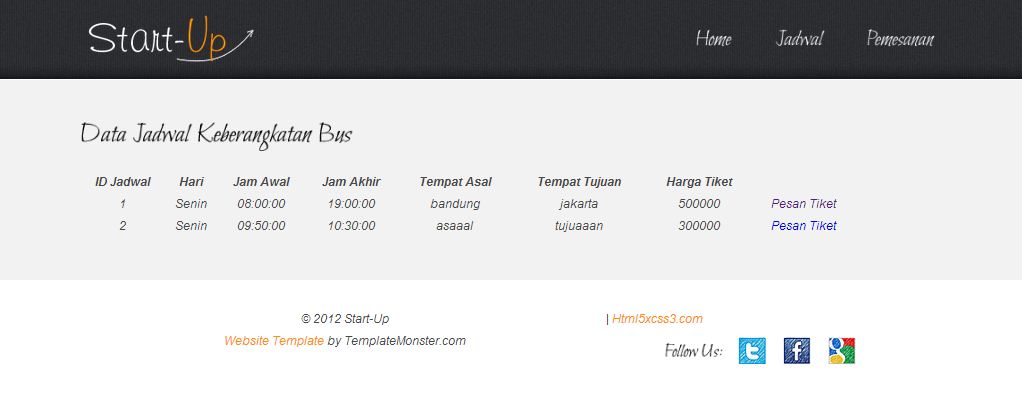 Start-Up
Home Jadwal Pemesanan
Data Jadwal Keberangkatan Bus
ID Jadwal Hari Jam Awal Jam Akhir Tempat Asal Tempat Tujuan Harga Tiket
1 Senin 08:00:00 19:00:00 bandung jakarta 500000 Pesan Tiket
2 Senin 09:50:00 10:30:00 asaaal tujuaaan 300000 Pesan Tiket
© 2012 Start-Up | Html5xcss3.com
Website Template by TemplateMonster.com
Follow Us: t f g